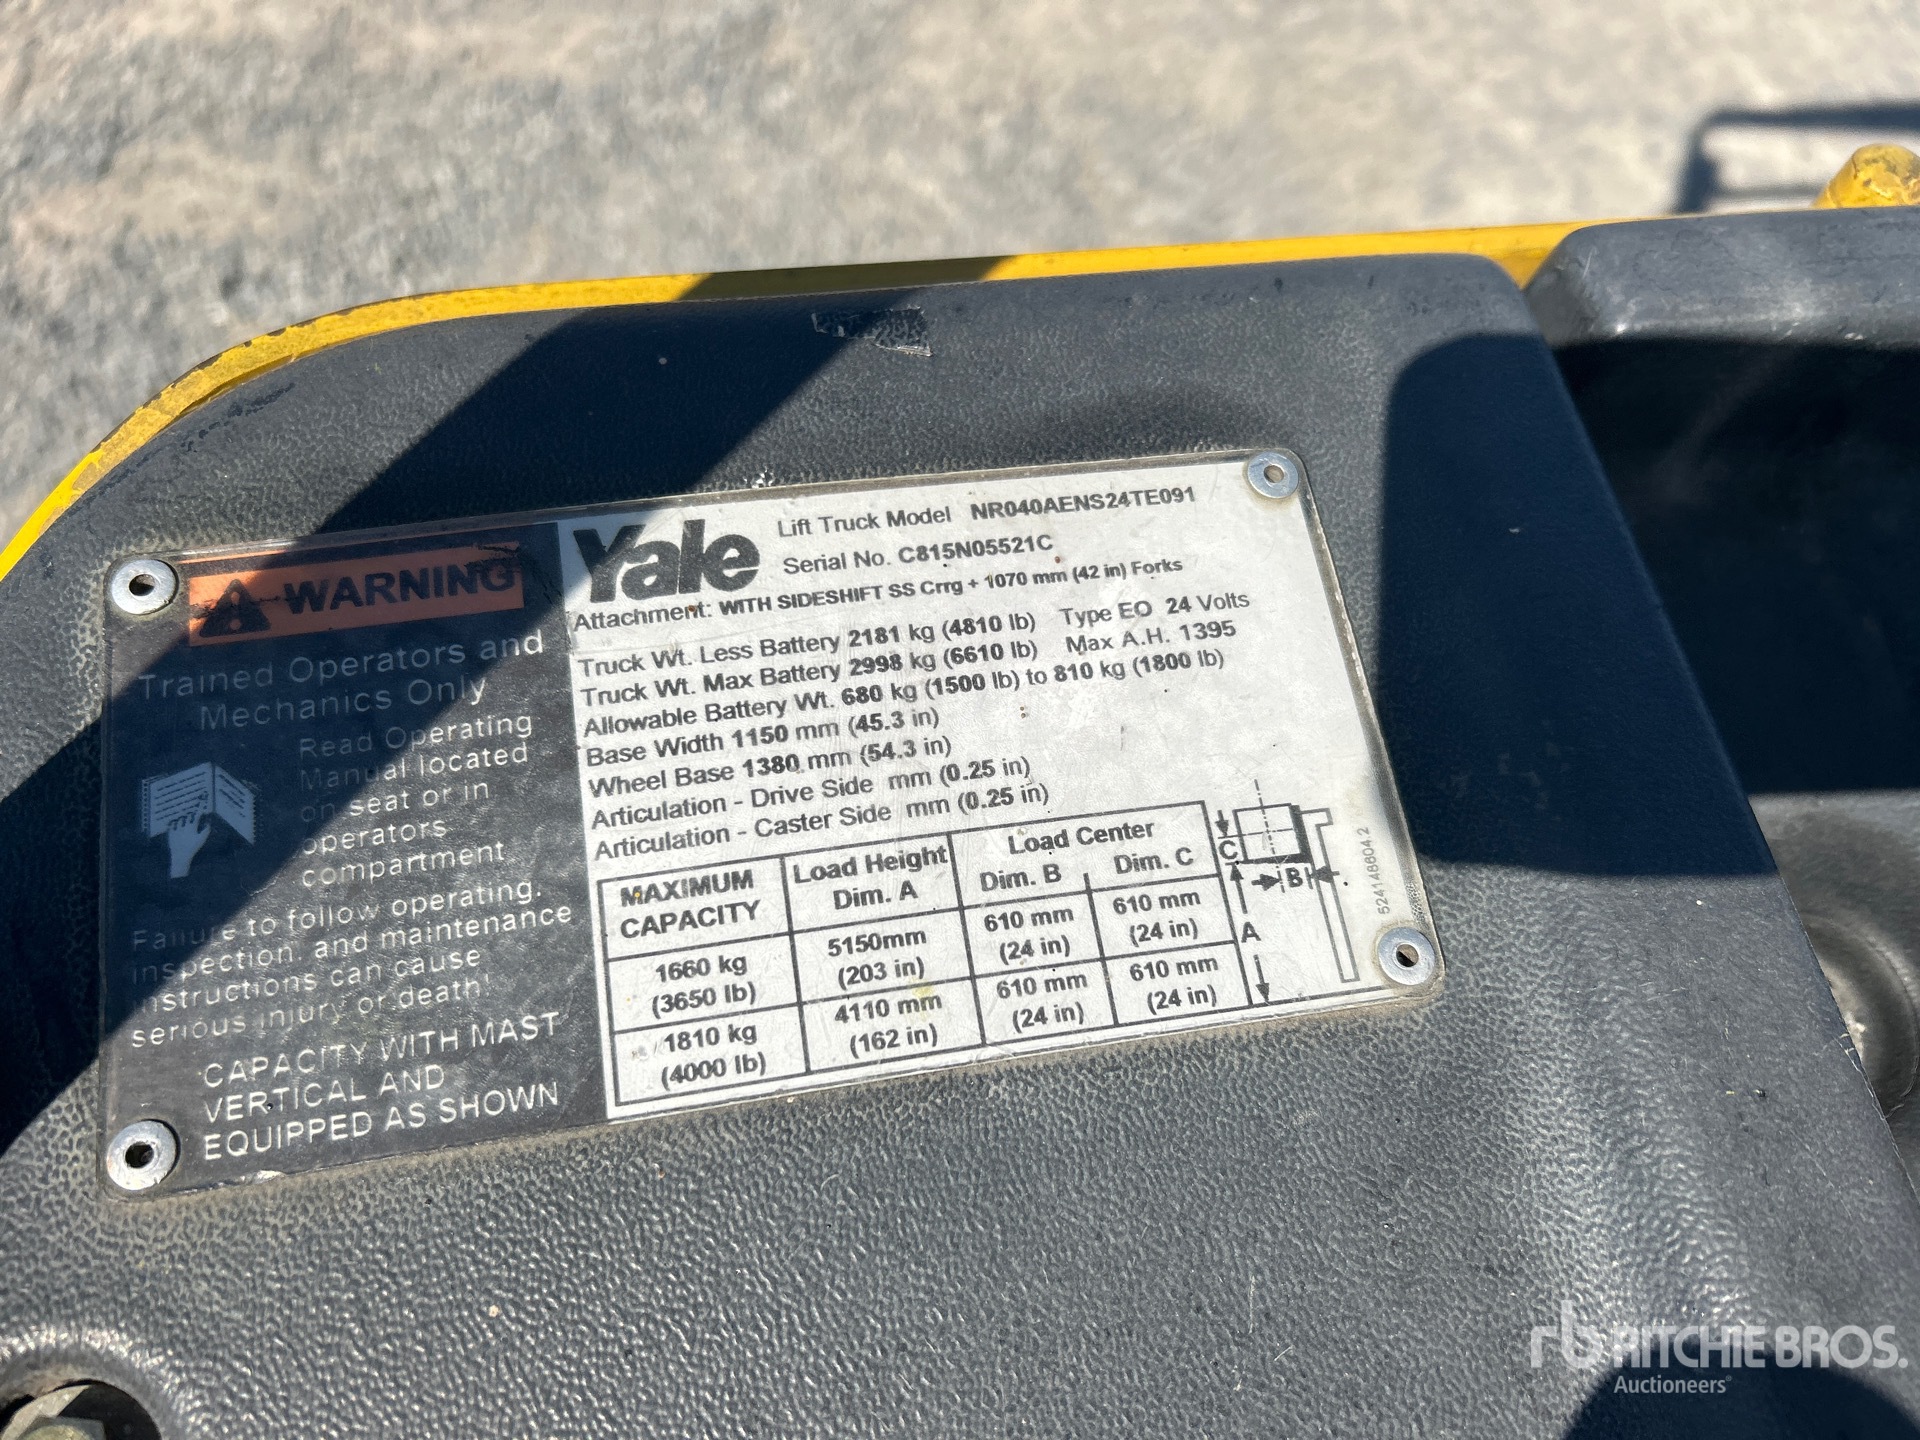 WARNING
Trained Operators and
Mechanics Only
Read Operating
Manual located
on seat or in
operators
compartment
Failure to follow operating,
inspection, and maintenance
instructions can cause
serious injury or death!
CAPACITY WITH MAST
VERTICAL AND
EQUIPPED AS SHOWN
Yale
Lift Truck Model NR040AENS24TE091
Serial No. C815N05521C
Attachment: WITH SIDESHIFT SS Crrg + 1070 mm (42 in) Forks
Truck Wt. Less Battery 2181 kg (4810 lb) Type EO 24 Volts
Truck Wt. Max Battery 2998 kg (6610 lb) Max A.H. 1395
Allowable Battery Wt. 680 kg (1500 lb) to 810 kg (1800 lb)
Base Width 1150 mm (45.3 in)
Wheel Base 1380 mm (54.3 in)
Articulation - Drive Side mm (0.25 in)
Articulation - Caster Side mm (0.25 in)
MAXIMUM
CAPACITY
Load Height
Dim. A
Load Center
Dim. B Dim. C
1660 kg
(3650 lb)
5150mm
(203 in)
610 mm
(24 in)
610 mm
(24 in)
1810 kg
(4000 lb)
4110 mm
(162 in)
610 mm
(24 in)
610 mm
(24 in)
C
B
A
524148604.2
rb RITCHIE BROS.
Auctioneers®